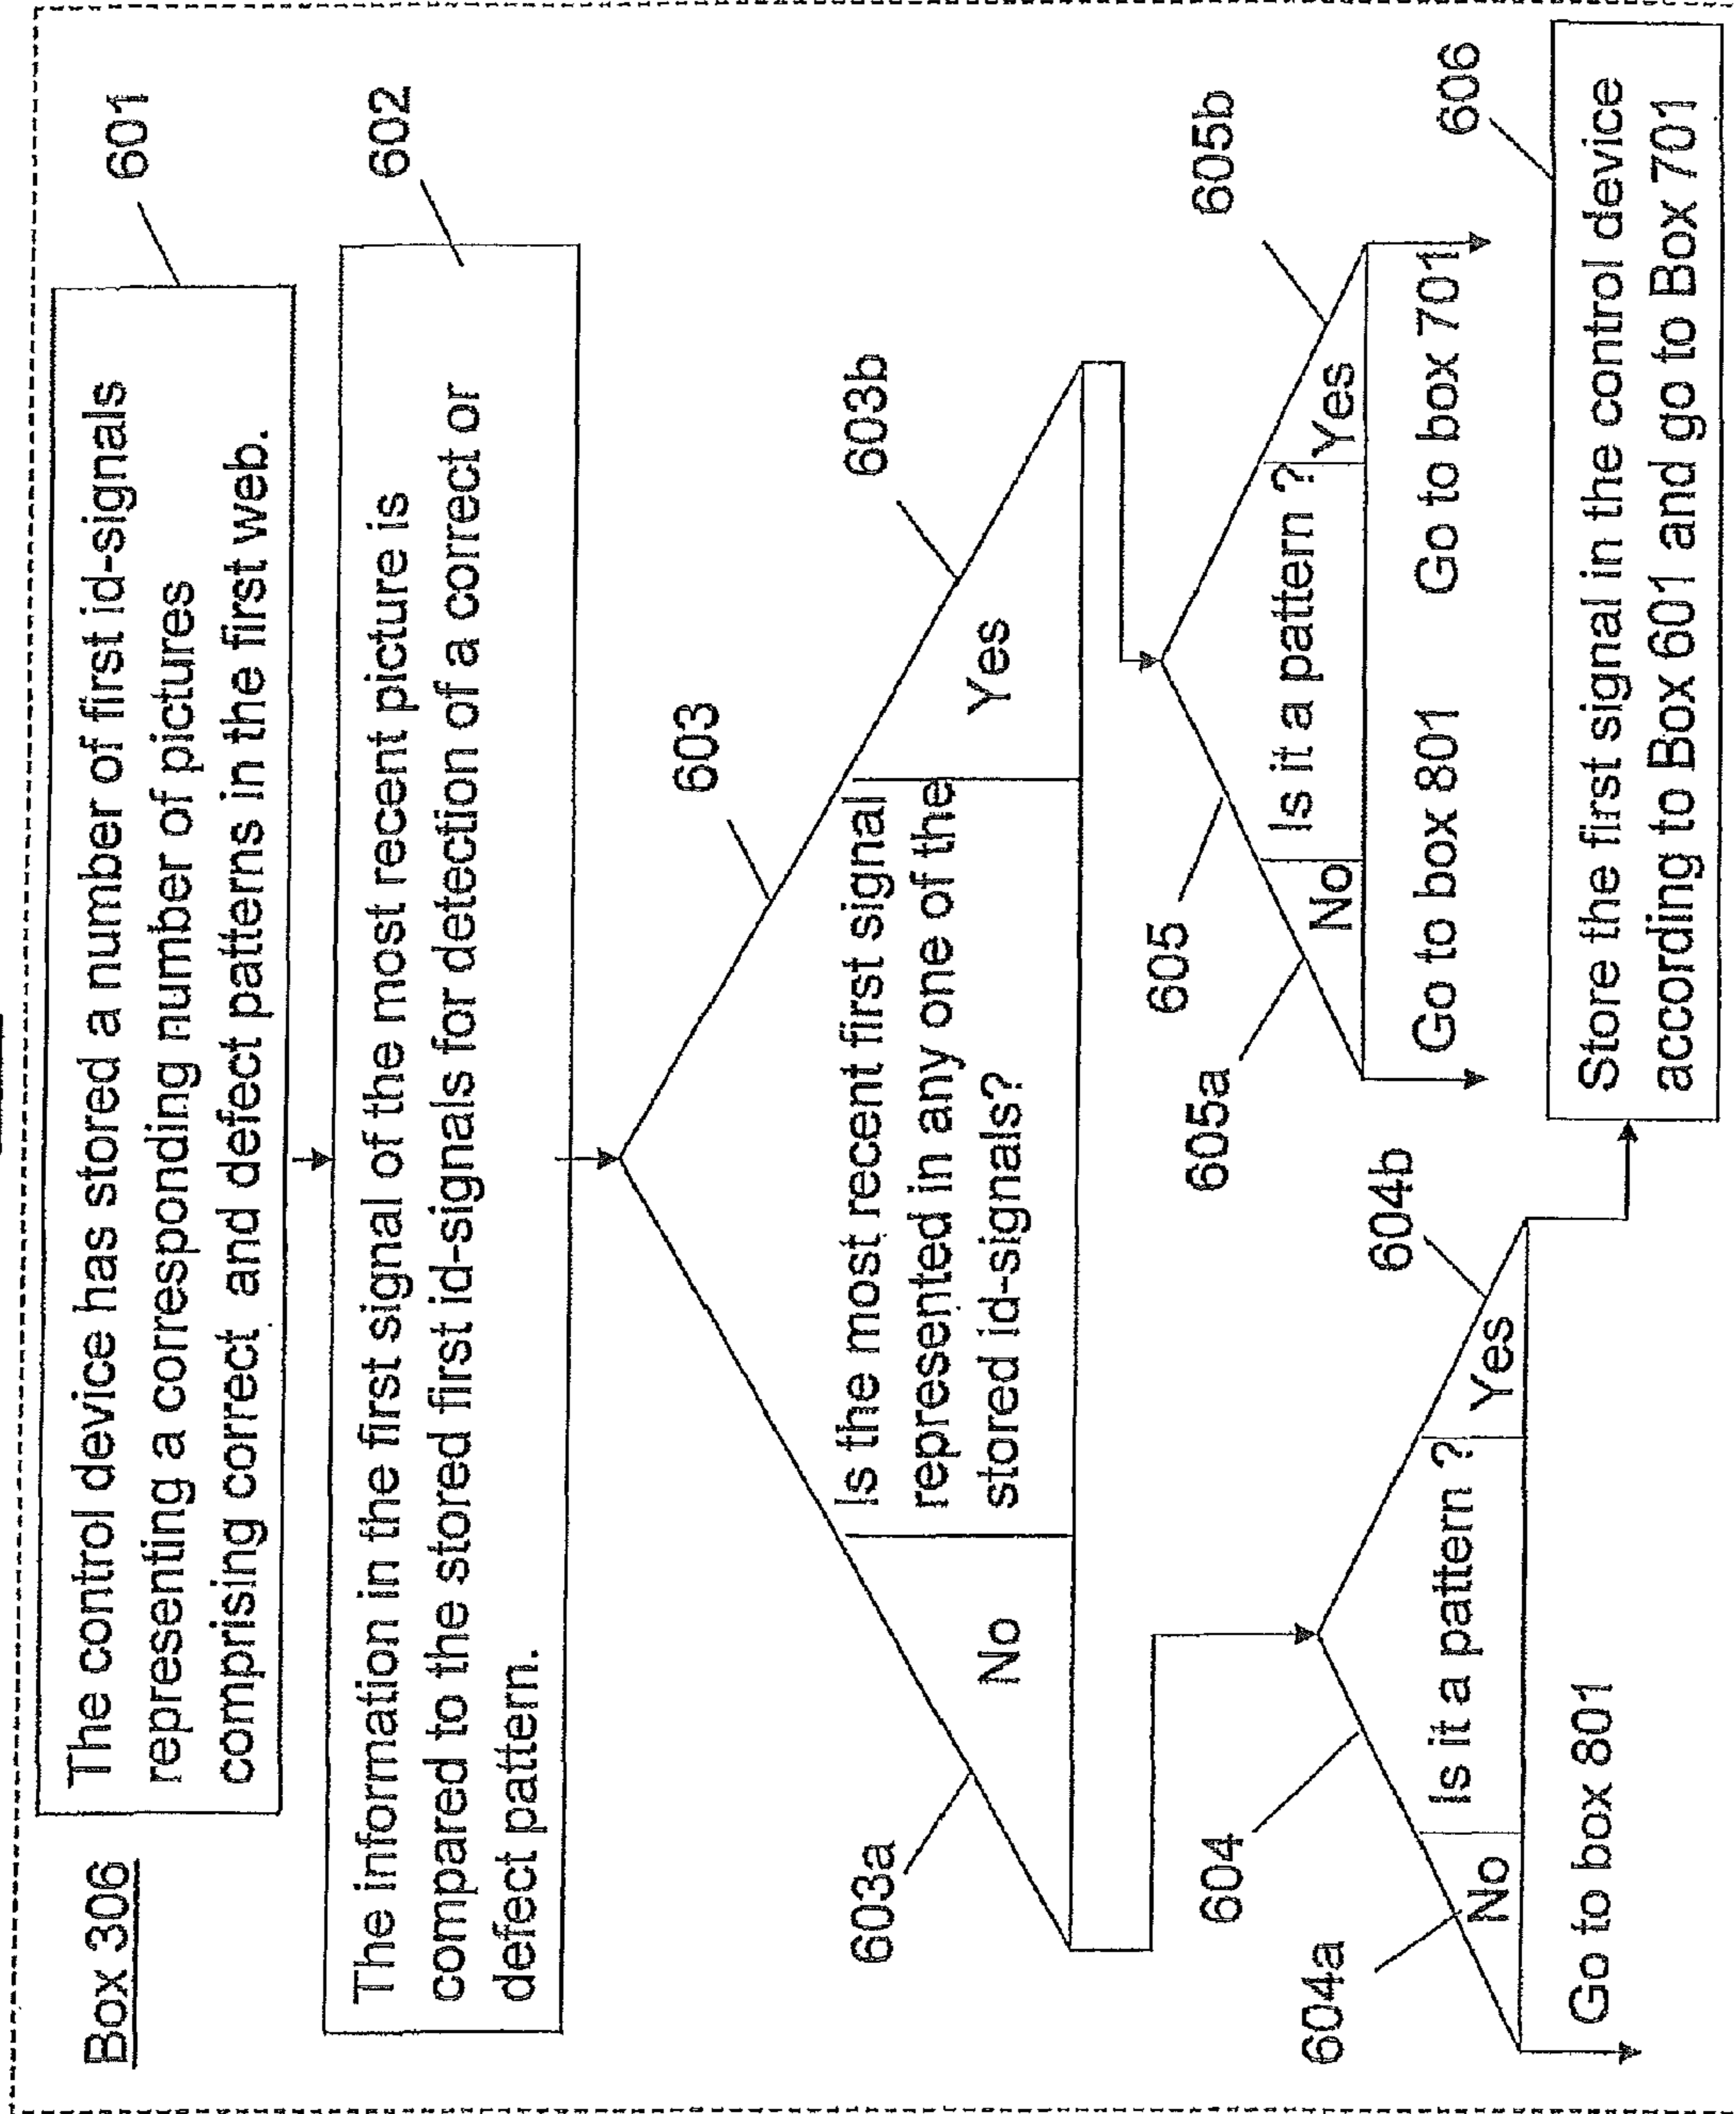 Box 306
601
The control device has stored a number of first id-signals
representing a corresponding number of pictures
comprising correct and defect patterns in the first web.
602
The information in the first signal of the most recent picture is
compared to the stored first id-signals for detection of a correct or
defect pattern.
603
603a
603b
No
Is the most recent first signal
represented in any one of the
stored id-signals?
Yes
604
604a
604b
No
Is it a pattern ?
Yes
Go to box 801
605
605a
605b
No
Is it a pattern ?
Yes
Go to box 801
Go to box 701
606
Store the first signal in the control device
according to Box 601 and go to Box 701